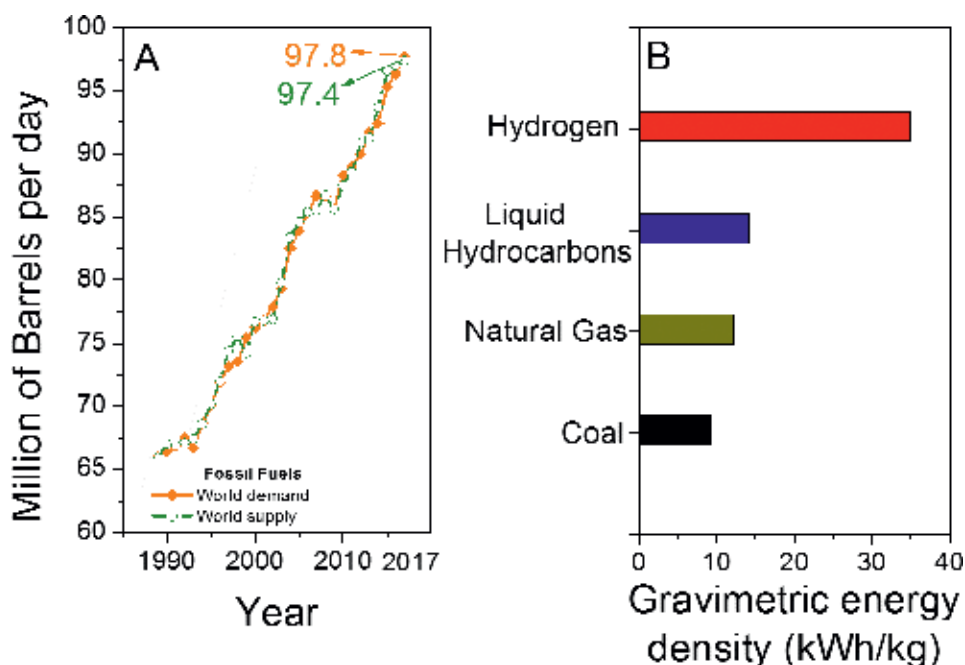 A
97.8
97.4
Million of Barrels per day
100
95
90
85
80
75
70
65
60
Fossil Fuels
World demand
World supply
1990
2000
2010
2017
Year
B
Hydrogen
Liquid
Hydrocarbons
Natural Gas
Coal
0
10
20
30
40
Gravimetric energy
density (kWh/kg)